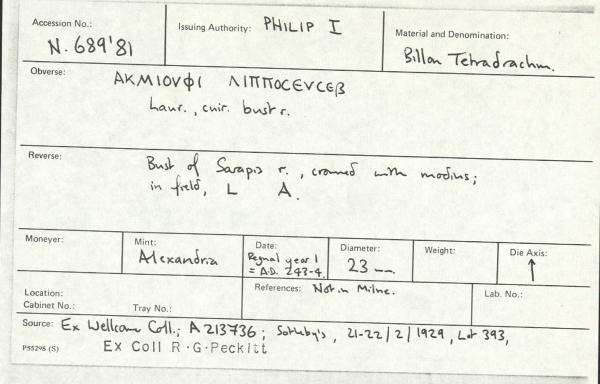 Accession No.:
N. 689'81
Issuing Authority: PHILIP I
Material and Denomination:
Billon Tetradrachm.
Obverse:
ΑΚΜΙΟΥΦΙ ΛΙΠΠΟCΕΥCΕΒ
Laur., cuir. bust r.
Reverse:
Bust of Sarapis r., crowned with modius;
in field, L A.
Moneyer:
Mint:
Alexandria
Date:
Regnal year 1
= A.D. 243-4.
Diameter:
23 mm.
Weight:
Die Axis:
↑
Location:
Cabinet No.:
Tray No.:
References: Not in Milne.
Lab. No.:
Source: Ex Wellcome Coll.; A 213736; Sotheby's, 21-22/2/1929, Lot 393,
P55298 (S)
Ex Coll R.G.Peckitt